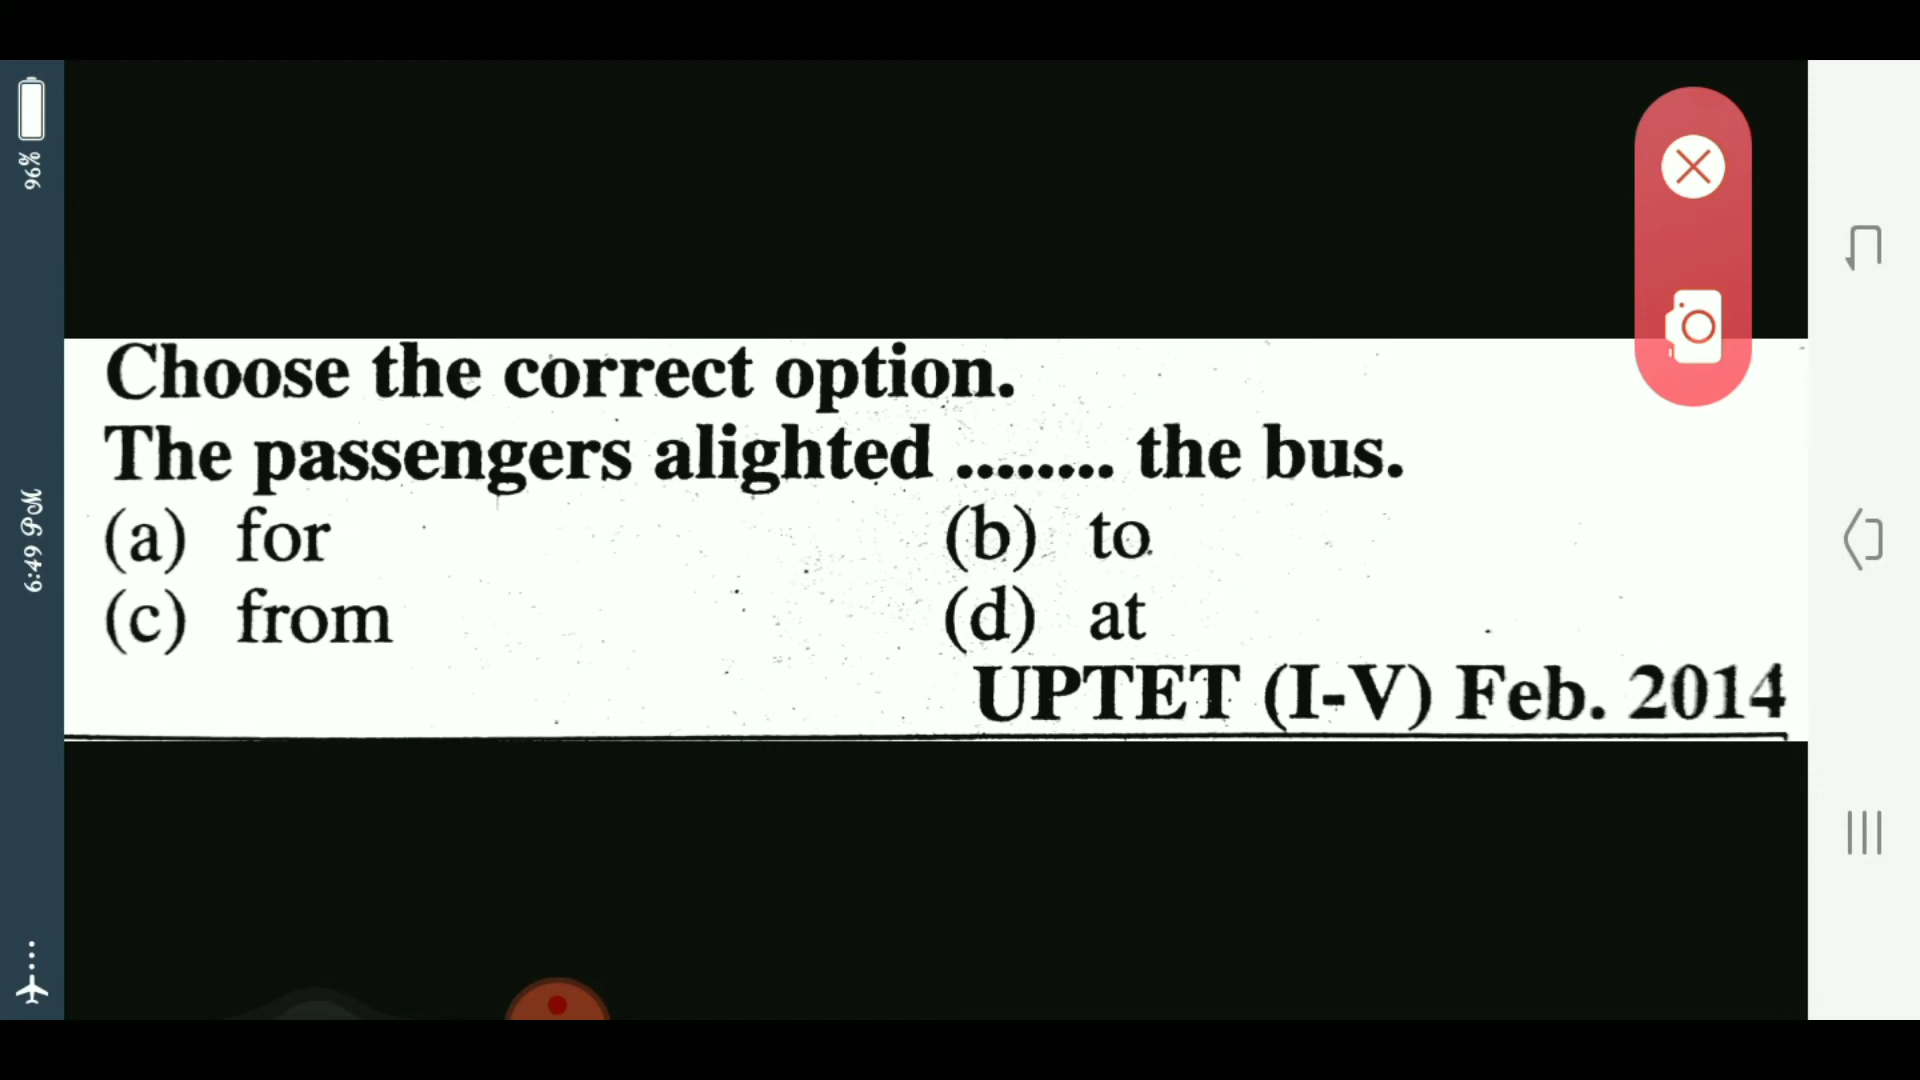 Choose the correct option.
The passengers alighted ........ the bus.
(a) for (b) to
(c) from (d) at
UPTET (I-V) Feb. 2014
99%
6:49 PM